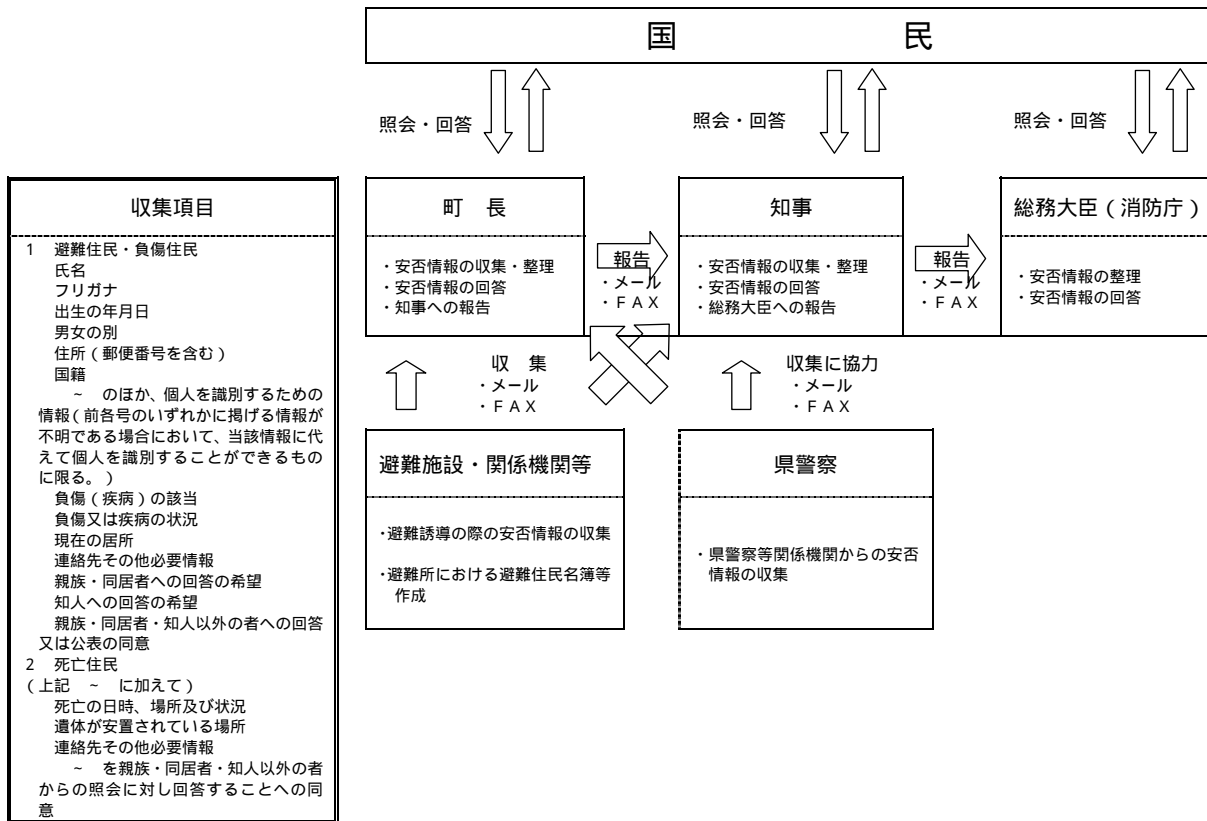 国 民
照会・回答
照会・回答
照会・回答
収集項目
1 避難住民・負傷住民
氏名
フリガナ
出生の年月日
男女の別
住所（郵便番号を含む）
国籍
～ のほか、個人を識別するための
情報（前各号のいずれかに掲げる情報が
不明である場合において、当該情報に代
えて個人を識別することができるもの
に限る。）
負傷（疾病）の該当
負傷又は疾病の状況
現在の居所
連絡先その他必要情報
親族・同居者への回答の希望
知人への回答の希望
親族・同居者・知人以外の者への回答
又は公表の同意
2 死亡住民
（上記 ～ に加えて）
死亡の日時、場所及び状況
遺体が安置されている場所
連絡先その他必要情報
～ を親族・同居者・知人以外の者
からの照会に対し回答することへの同
意
町 長
・安否情報の収集・整理
・安否情報の回答
・知事への報告
報告
・メール
・ＦＡＸ
知事
・安否情報の収集・整理
・安否情報の回答
・総務大臣への報告
報告
・メール
・ＦＡＸ
総務大臣（消防庁）
・安否情報の整理
・安否情報の回答
収 集
・メール
・ＦＡＸ
収集に協力
・メール
・ＦＡＸ
避難施設・関係機関等
・避難誘導の際の安否情報の収集
・避難所における避難住民名簿等
作成
県警察
・県警察等関係機関からの安否
情報の収集